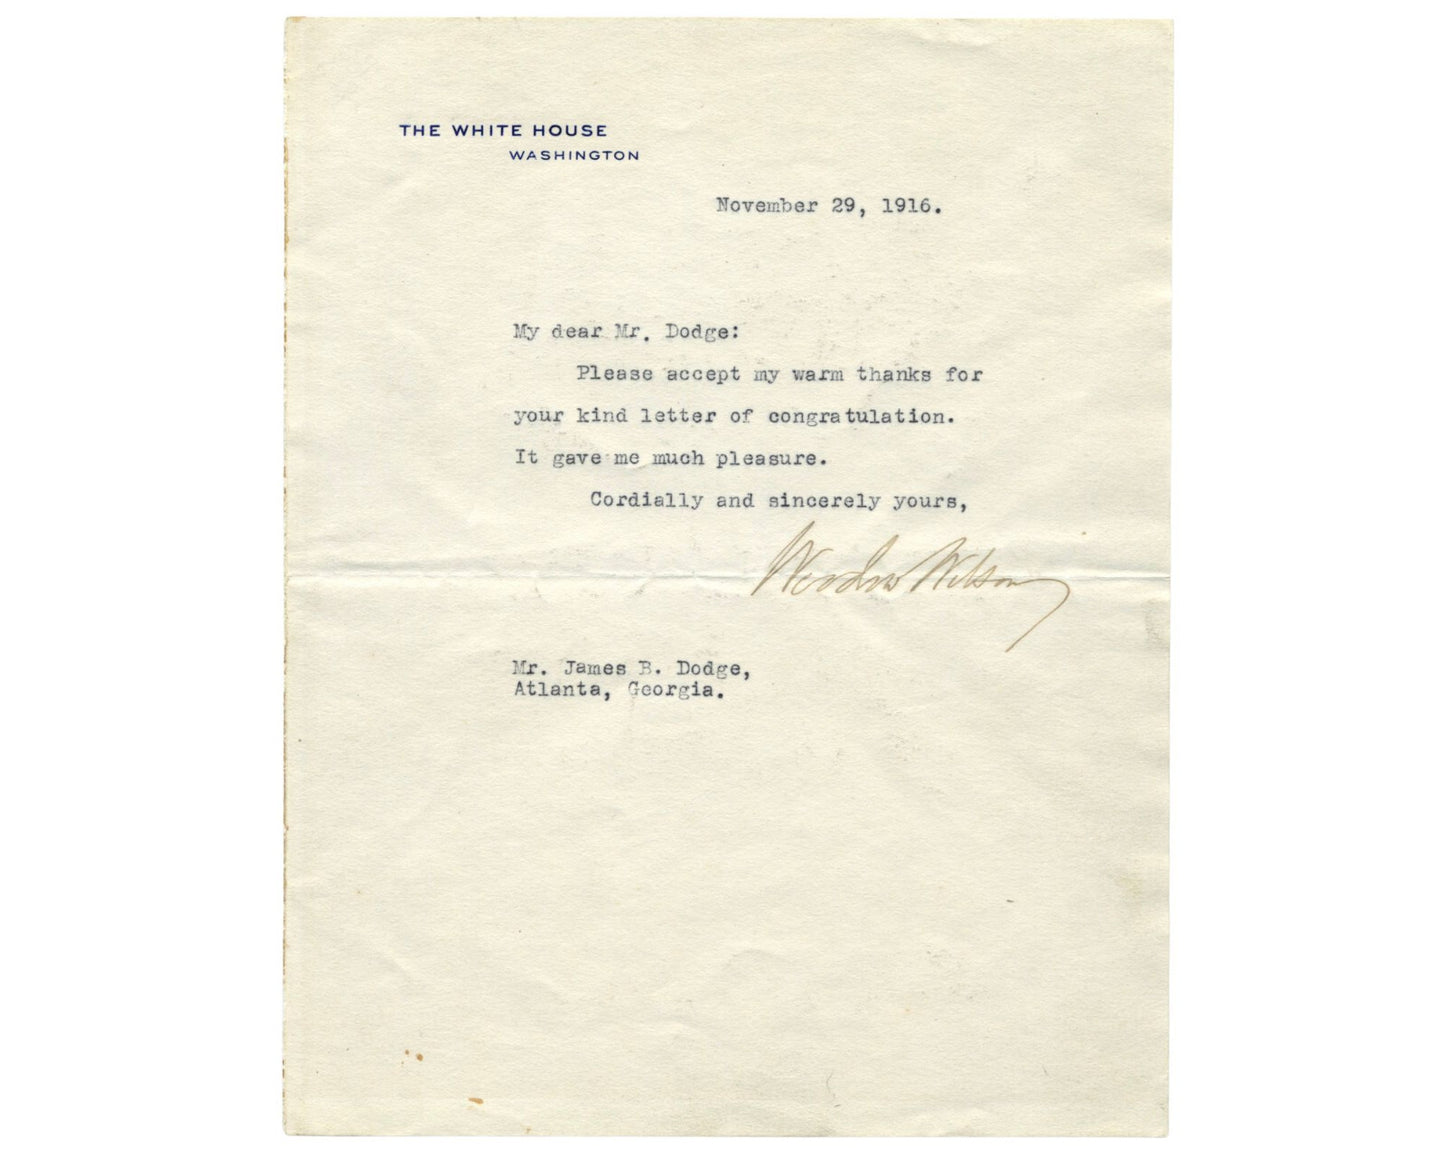 THE WHITE HOUSE
WASHINGTON
November 29, 1916.
My dear Mr. Dodge:
Please accept my warm thanks for
your kind letter of congratulation.
It gave me much pleasure.
Cordially and sincerely yours,
Woodrow Wilson
Mr. James B. Dodge,
Atlanta, Georgia.